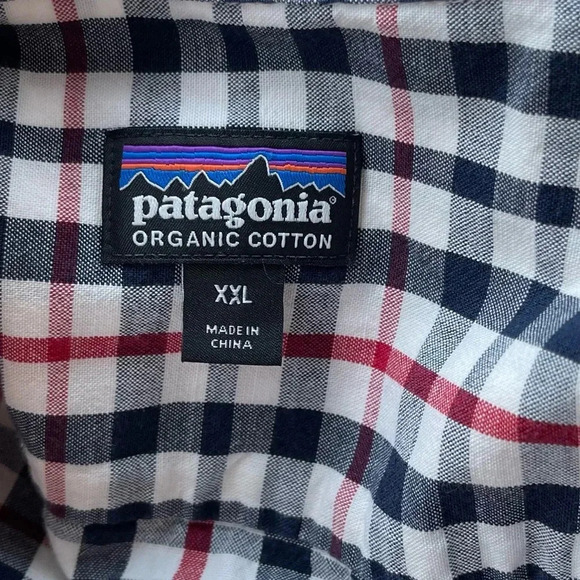 patagonia®
ORGANIC COTTON
XXL
MADE IN
CHINA